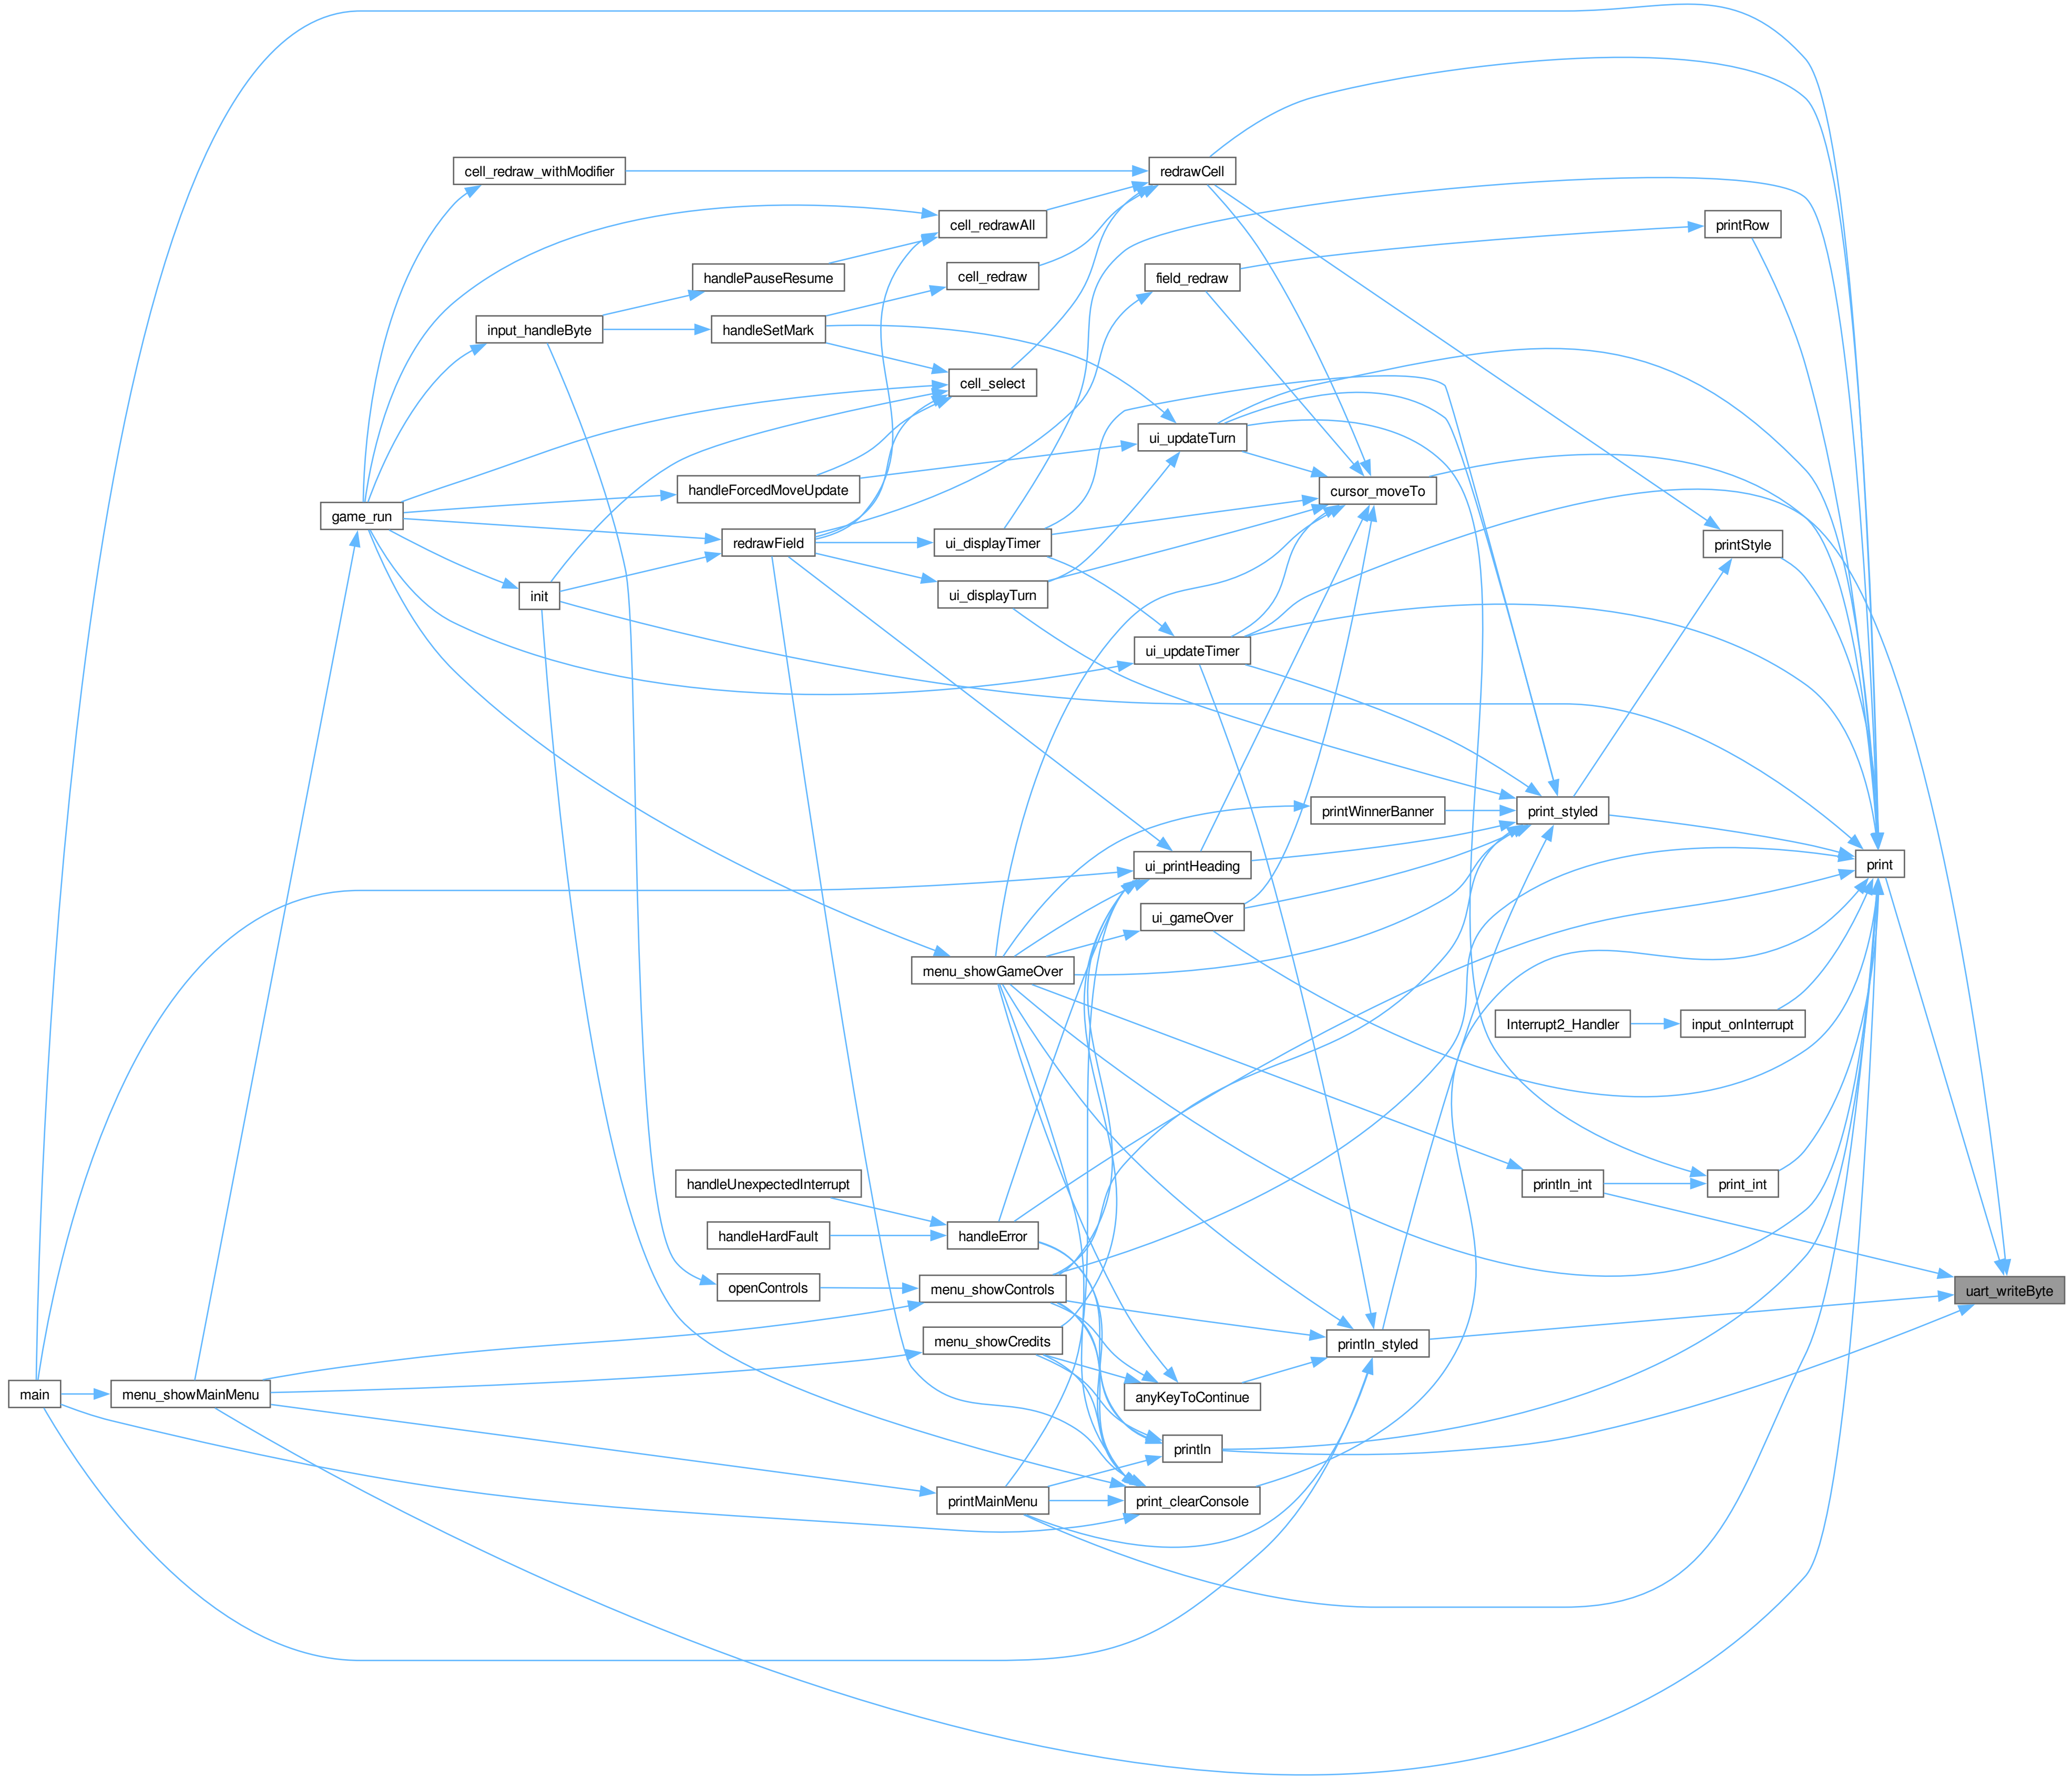 cell_redraw_withModifier
redrawCell
cell_redrawAll
printRow
handlePauseResume
cell_redraw
field_redraw
input_handleByte
handleSetMark
cell_select
ui_updateTurn
handleForcedMoveUpdate
cursor_moveTo
game_run
redrawField
ui_displayTimer
printStyle
init
ui_displayTurn
ui_updateTimer
printWinnerBanner
print_styled
ui_printHeading
print
ui_gameOver
menu_showGameOver
Interrupt2_Handler
input_onInterrupt
handleUnexpectedInterrupt
println_int
print_int
handleHardFault
handleError
openControls
menu_showControls
uart_writeByte
menu_showCredits
println_styled
main
menu_showMainMenu
anyKeyToContinue
println
printMainMenu
print_clearConsole